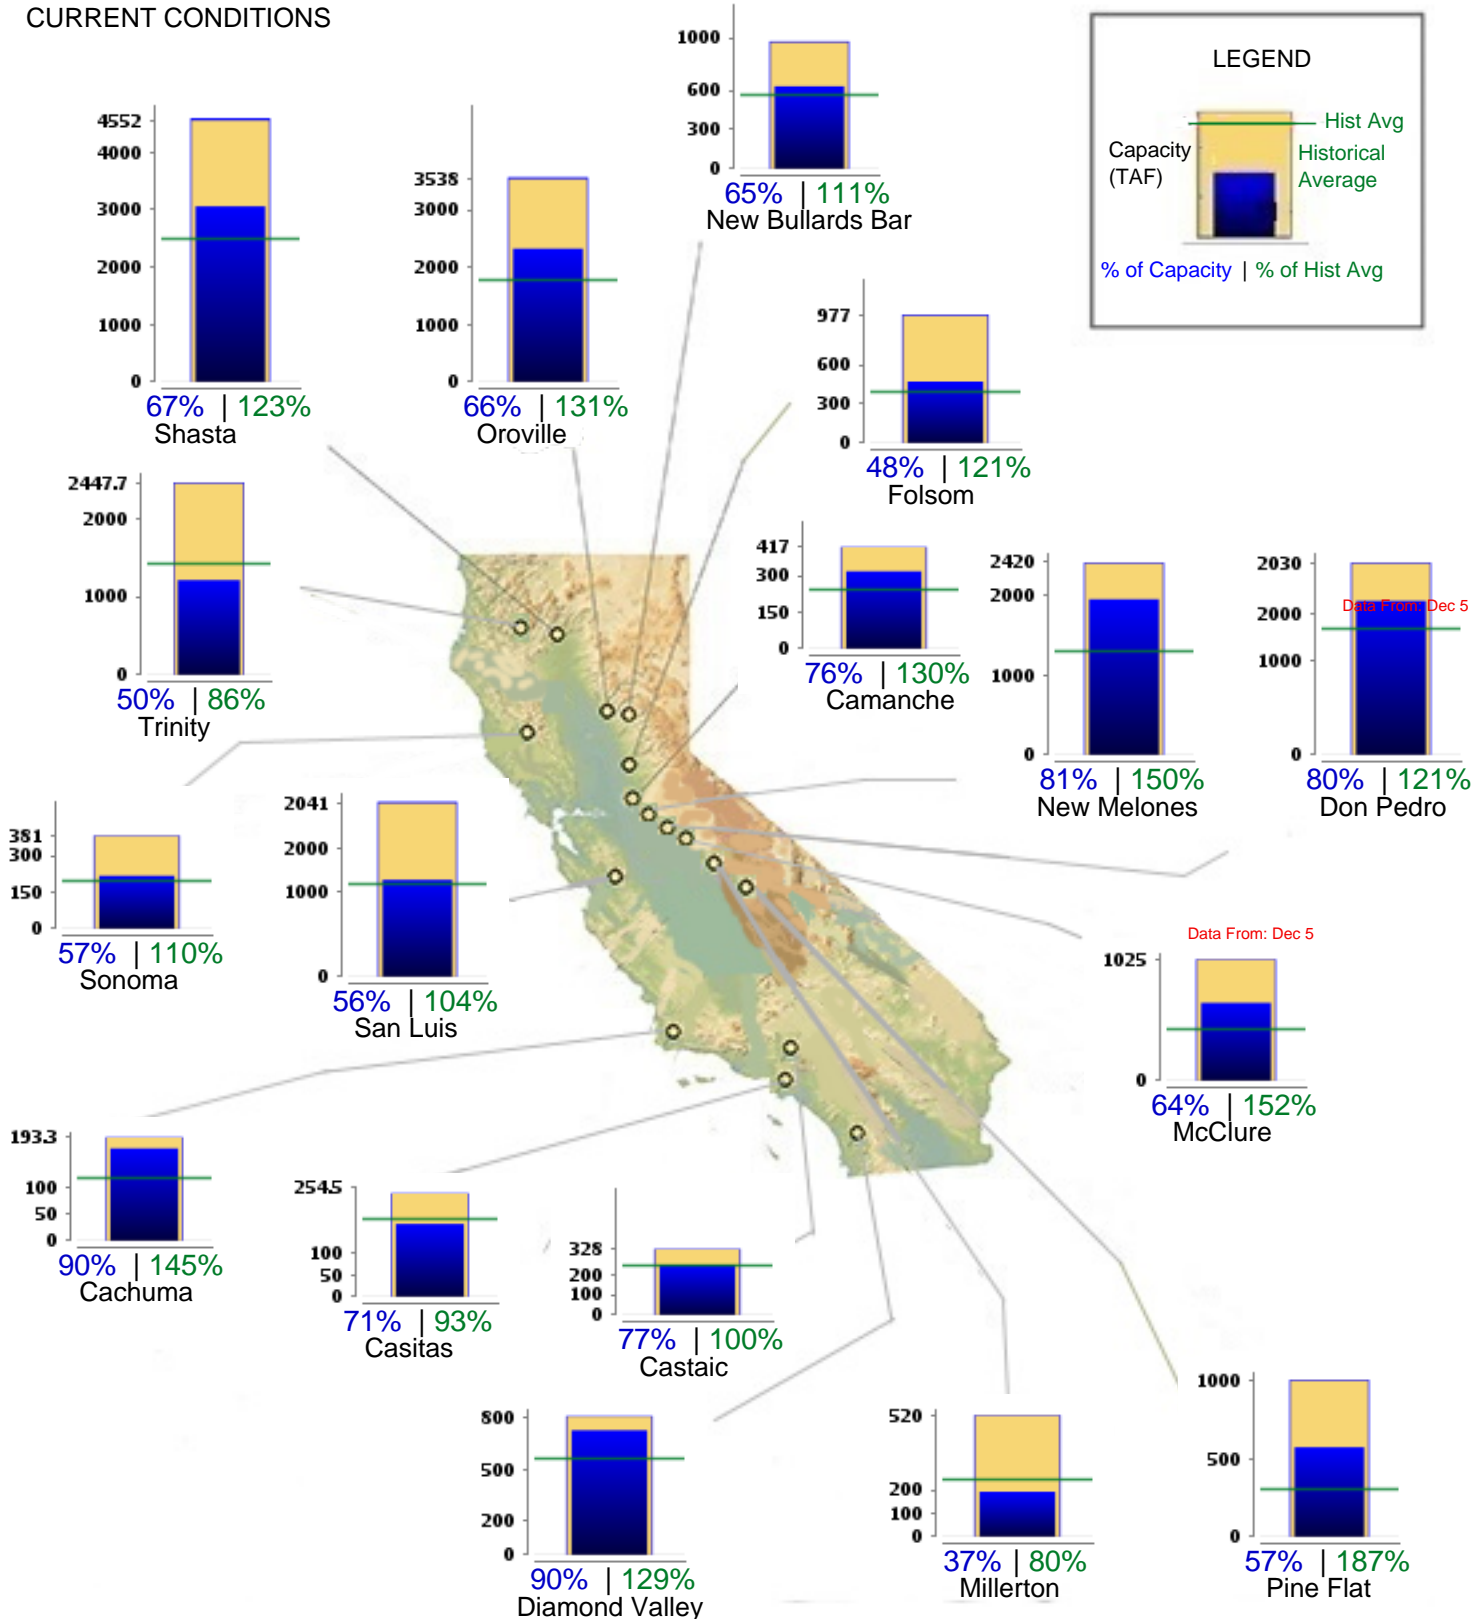 CURRENT CONDITIONS
LEGEND
Hist Avg
Capacity
(TAF)
Historical
Average
% of Capacity | % of Hist Avg
1000
600
300
0
65% | 111%
New Bullards Bar
4552
4000
3000
2000
1000
0
67% | 123%
Shasta
3538
3000
2000
1000
0
66% | 131%
Oroville
977
600
300
0
48% | 121%
Folsom
2447.7
2000
1000
0
50% | 86%
Trinity
417
300
150
0
76% | 130%
Camanche
2420
2000
1000
0
81% | 150%
New Melones
2030
Data From: Dec 5
2000
1000
0
80% | 121%
Don Pedro
381
300
150
0
57% | 110%
Sonoma
2041
2000
1000
0
56% | 104%
San Luis
Data From: Dec 5
1025
0
64% | 152%
McClure
193.3
100
50
0
90% | 145%
Cachuma
254.5
100
50
0
71% | 93%
Casitas
328
200
100
0
77% | 100%
Castaic
800
500
200
0
90% | 129%
Diamond Valley
520
200
100
0
37% | 80%
Millerton
1000
500
0
57% | 187%
Pine Flat